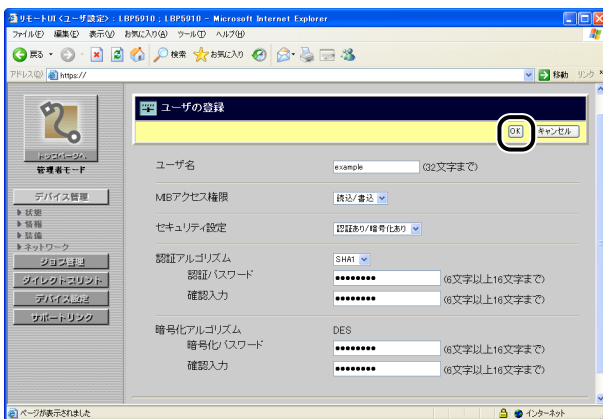 リモートUI <ユーザ設定> : LBP5910 ; LBP5910 - Microsoft Internet Explorer
ファイル(F) 編集(E) 表示(V) お気に入り(A) ツール(T) ヘルプ(H)
戻る 検索 お気に入り
アドレス(D) https:// 移動 リンク
ユーザの登録
OK キャンセル
トップページへ
管理者モード
デバイス管理
状態
情報
装備
ネットワーク
ジョブ管理
ダイレクトプリント
デバイス設定
サポートリンク
ユーザ名 example (32文字まで)
MIBアクセス権限 読込/書込
セキュリティ設定 認証あり/暗号化あり
認証アルゴリズム SHA1
認証パスワード ●●●●●●●● (6文字以上16文字まで)
確認入力 ●●●●●●●● (6文字以上16文字まで)
暗号化アルゴリズム DES
暗号化パスワード ●●●●●●●● (6文字以上16文字まで)
確認入力 ●●●●●●●● (6文字以上16文字まで)
ページが表示されました インターネット